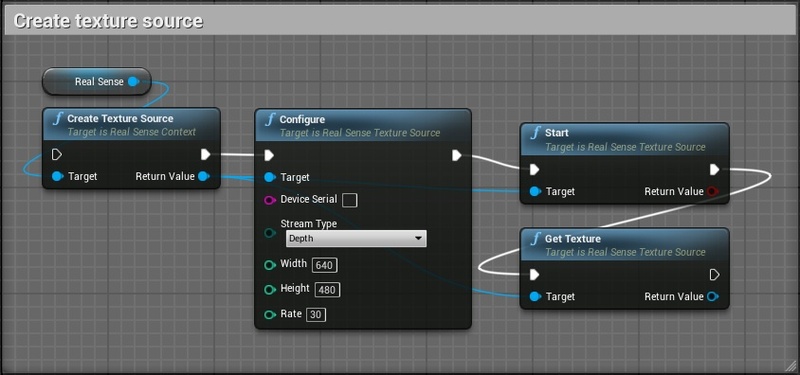 Create texture source
Real Sense
Create Texture Source
Target is Real Sense Context
Target
Return Value
Configure
Target is Real Sense Texture Source
Target
Device Serial
Stream Type
Depth
Width 640
Height 480
Rate 30
Start
Target is Real Sense Texture Source
Target
Return Value
Get Texture
Target is Real Sense Texture Source
Target
Return Value